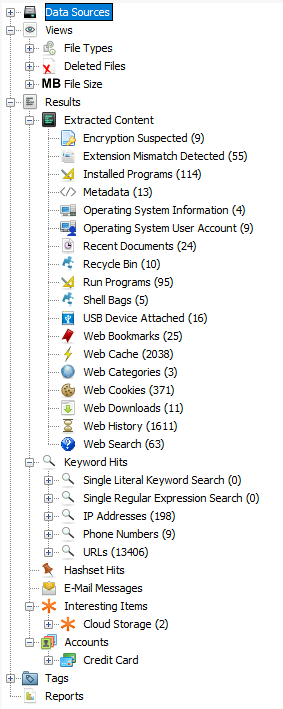 Data Sources
Views
File Types
Deleted Files
MB File Size
Results
Extracted Content
Encryption Suspected (9)
Extension Mismatch Detected (55)
Installed Programs (114)
Metadata (13)
Operating System Information (4)
Operating System User Account (9)
Recent Documents (24)
Recycle Bin (10)
Run Programs (95)
Shell Bags (5)
USB Device Attached (16)
Web Bookmarks (25)
Web Cache (2038)
Web Categories (3)
Web Cookies (371)
Web Downloads (11)
Web History (1611)
Web Search (63)
Keyword Hits
Single Literal Keyword Search (0)
Single Regular Expression Search (0)
IP Addresses (198)
Phone Numbers (9)
URLs (13406)
Hashset Hits
E-Mail Messages
Interesting Items
Cloud Storage (2)
Accounts
Credit Card
Tags
Reports